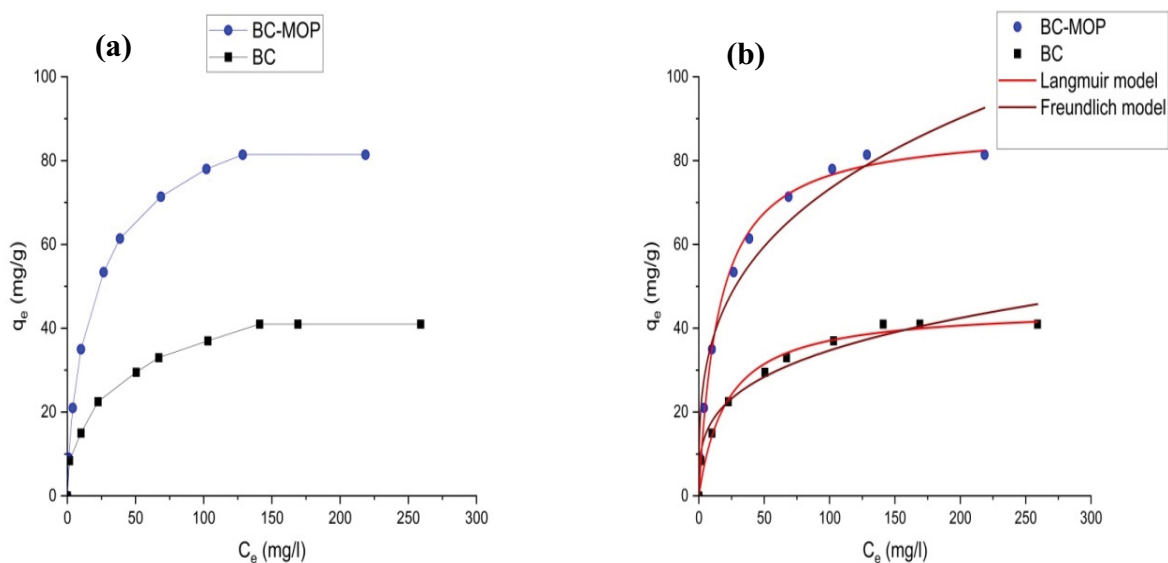 (a)
BC-MOP
BC
100
80
60
40
20
0
qe (mg/g)
0 50 100 150 200 250 300
Ce (mg/l)
(b)
BC-MOP
BC
Langmuir model
Freundlich model
100
80
60
40
20
0
qe (mg/g)
0 50 100 150 200 250 300
Ce (mg/l)